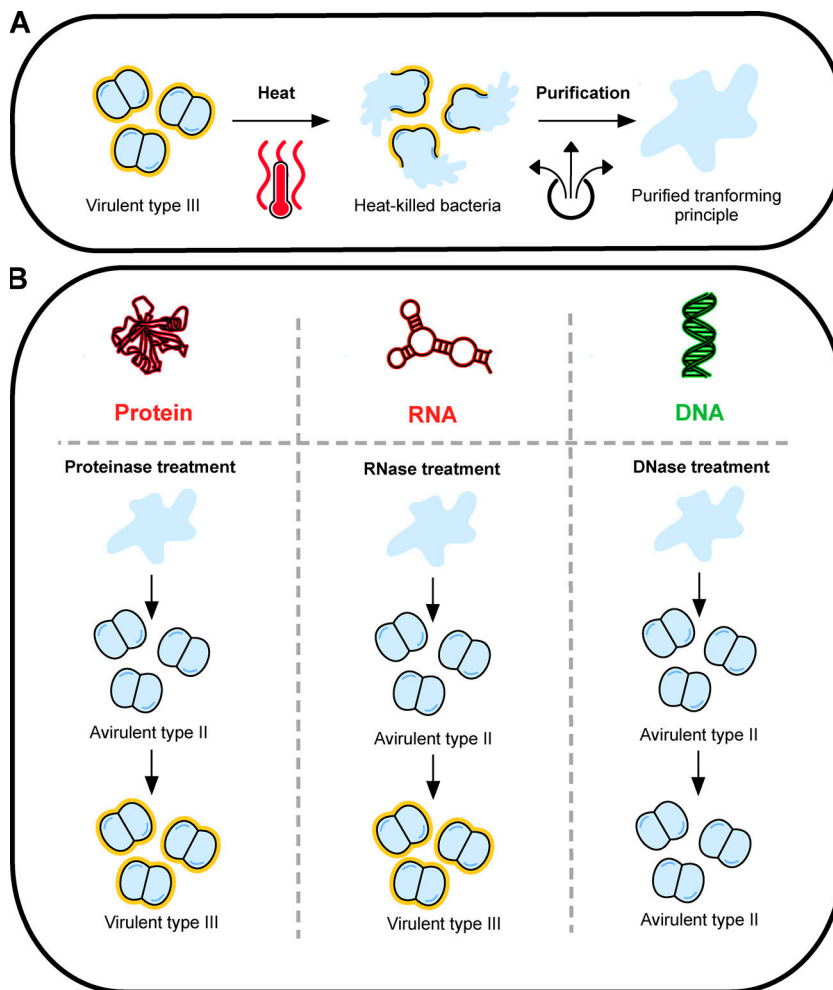 A
Heat
Purification
Virulent type III
Heat-killed bacteria
Purified tranforming
principle
B
Protein
RNA
DNA
Proteinase treatment
RNase treatment
DNase treatment
Avirulent type II
Avirulent type II
Avirulent type II
Virulent type III
Virulent type III
Avirulent type II